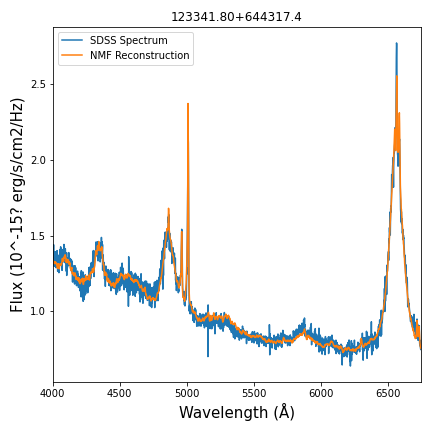 123341.80+644317.4
SDSS Spectrum
NMF Reconstruction
Flux (10^-15? erg/s/cm2/Hz)
2.5
2.0
1.5
1.0
4000 4500 5000 5500 6000 6500
Wavelength (Å)